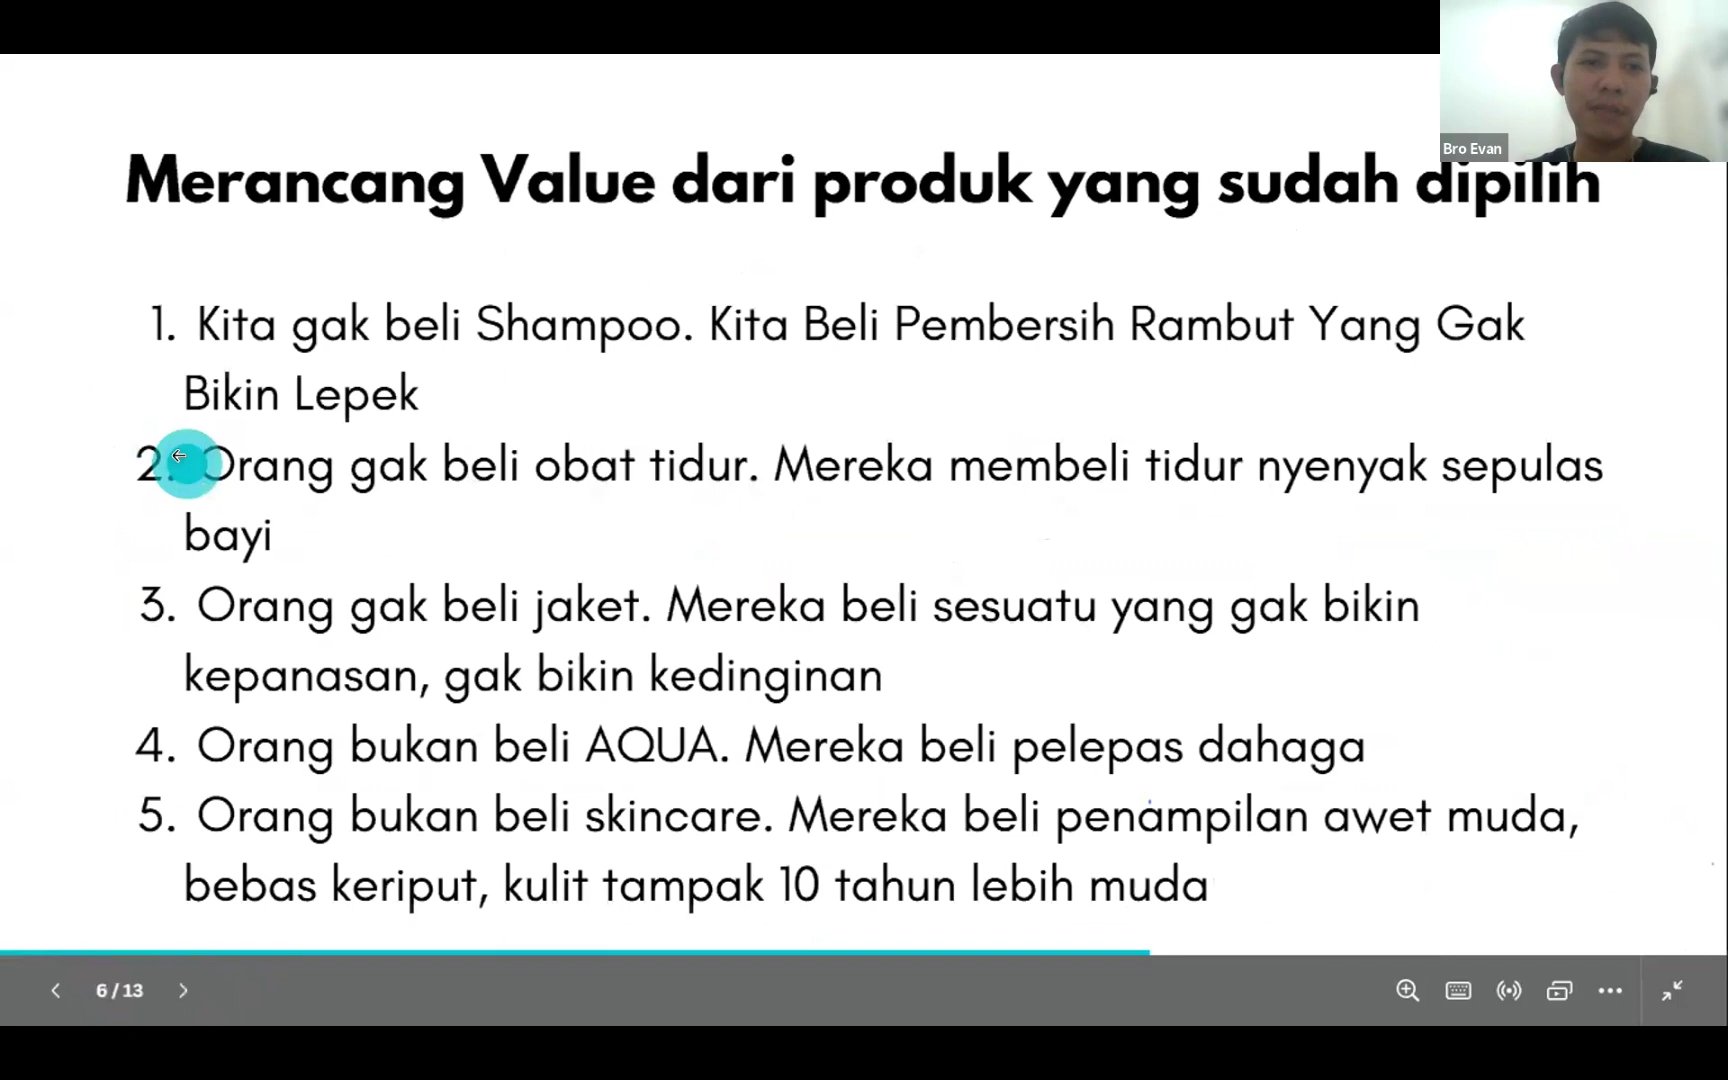 Bro Evan
Merancang Value dari produk yang sudah dipilih
1. Kita gak beli Shampoo. Kita Beli Pembersih Rambut Yang Gak
Bikin Lepek
2. Orang gak beli obat tidur. Mereka membeli tidur nyenyak sepulas
bayi
3. Orang gak beli jaket. Mereka beli sesuatu yang gak bikin
kepanasan, gak bikin kedinginan
4. Orang bukan beli AQUA. Mereka beli pelepas dahaga
5. Orang bukan beli skincare. Mereka beli penampilan awet muda,
bebas keriput, kulit tampak 10 tahun lebih muda
6 / 13